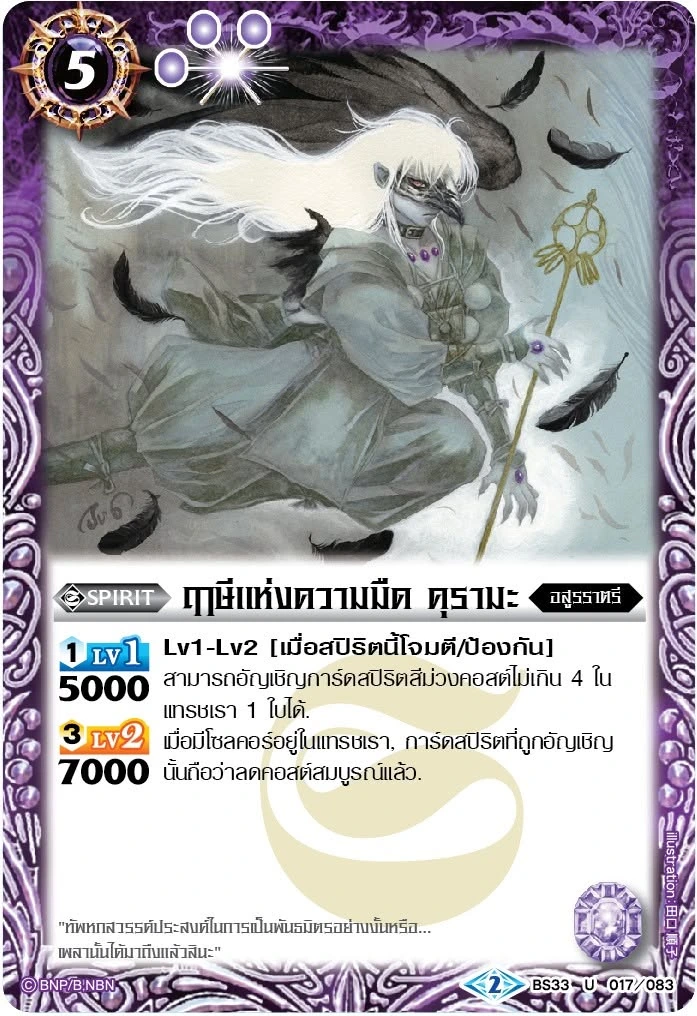 5
SPIRIT
ฤาษีแห่งความมืด คุรามะ
อสูรราตรี
1 LV1
5000
3 LV2
7000
Lv1-Lv2 [เมื่อสปิริตนี้โจมตี/ป้องกัน]
สามารถอัญเชิญการ์ดสปิริตสีม่วงคอสต์ไม่เกิน 4 ใน
แทรชเรา 1 ใบได้.
เมื่อมีโซลคอร์อยู่ในแทรชเรา, การ์ดสปิริตที่ถูกอัญเชิญ
นั้นถือว่าลดคอสต์สมบูรณ์แล้ว.
"ทัพหกสวรรค์ประสงค์ในการเป็นพันธมิตรอย่างงั้นหรือ...
เพลานั้นได้มาถึงแล้วสินะ"
illustration: 田口 順子
©BNP/B,NBN
2
BS33 U 017/083